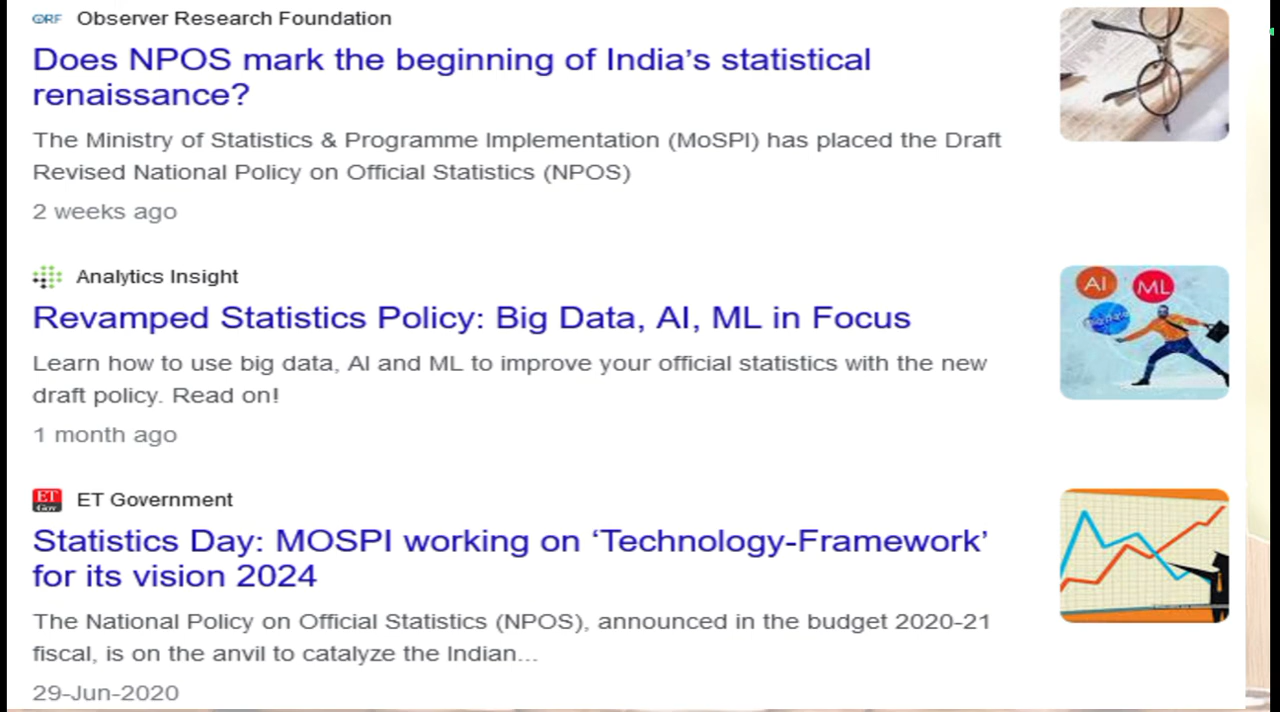 ORF Observer Research Foundation
Does NPOS mark the beginning of India's statistical
renaissance?
The Ministry of Statistics & Programme Implementation (MoSPI) has placed the Draft
Revised National Policy on Official Statistics (NPOS)
2 weeks ago
Analytics Insight
AI ML
Revamped Statistics Policy: Big Data, AI, ML in Focus
Learn how to use big data, AI and ML to improve your official statistics with the new
draft policy. Read on!
1 month ago
ET Gov ET Government
Statistics Day: MOSPI working on ‘Technology-Framework’
for its vision 2024
The National Policy on Official Statistics (NPOS), announced in the budget 2020-21
fiscal, is on the anvil to catalyze the Indian...
29-Jun-2020